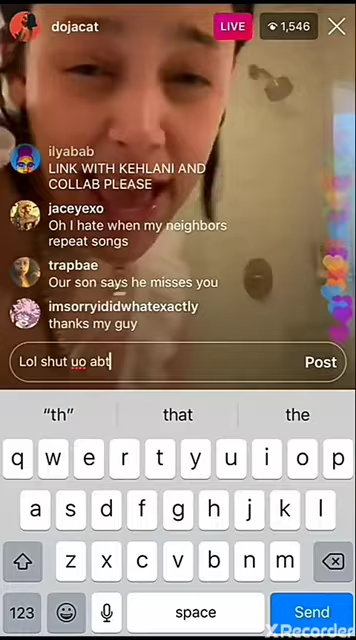 dojacat LIVE 1,546
ilyabab
LINK WITH KEHLANI AND
COLLAB PLEASE
jaceyexo
Oh I hate when my neighbors
repeat songs
trapbae
Our son says he misses you
imsorryididwhatexactly
thanks my guy
Lol shut uo abt Post
“th” that the
q w e r t y u i o p
a s d f g h j k l
z x c v b n m
123 space Send
XRecorder